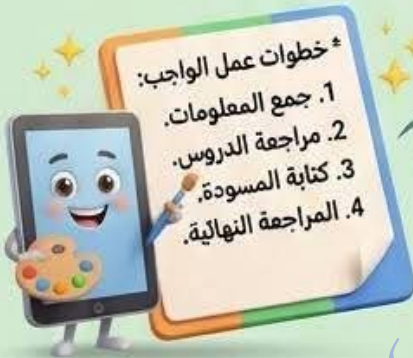 * خطوات عمل الواجب:
1. جمع المعلومات.
2. مراجعة الدروس.
3. كتابة المسودة.
4. المراجعة النهائية.